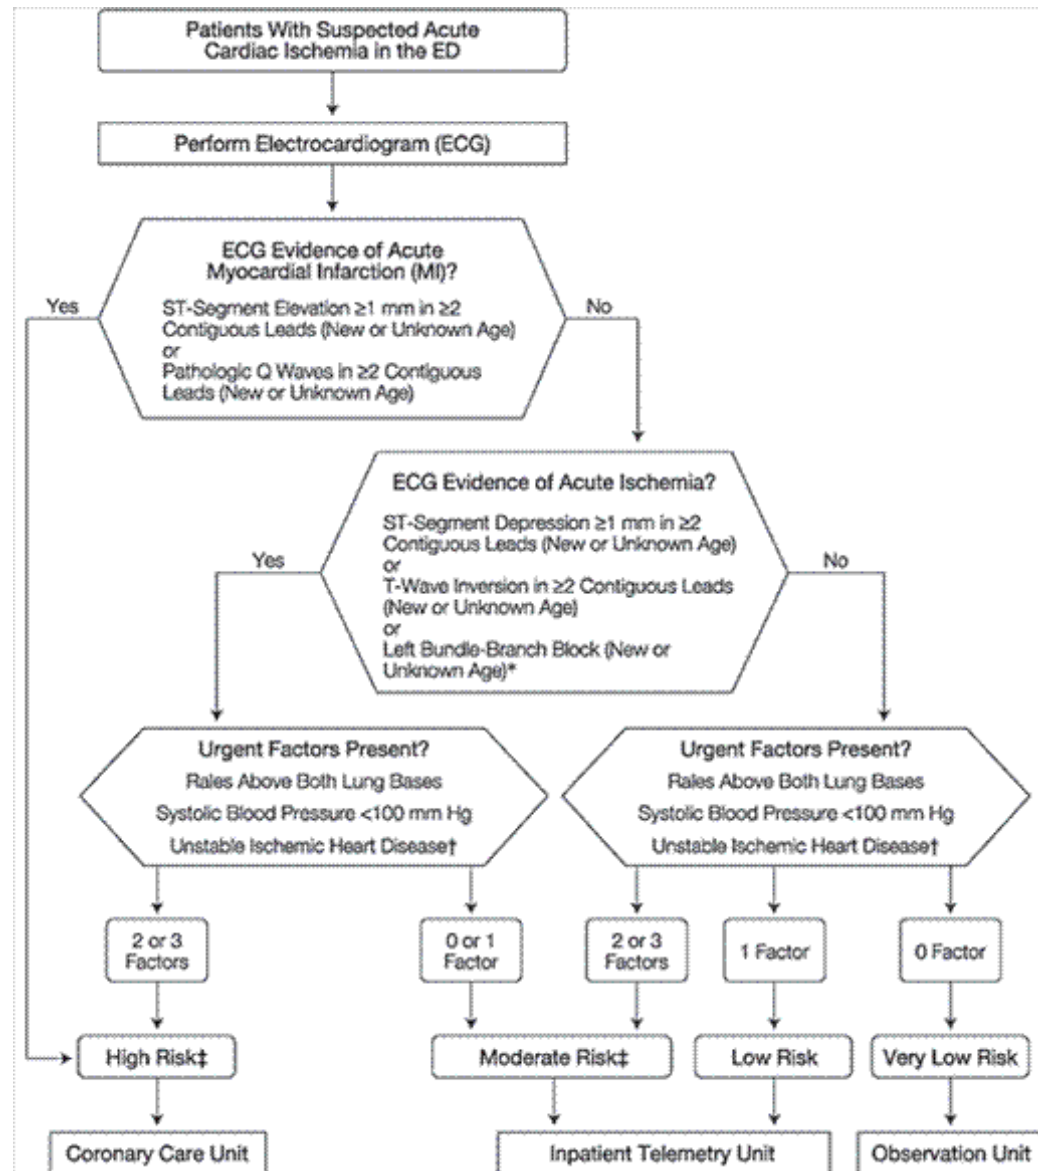 Patients With Suspected Acute
Cardiac Ischemia in the ED
Perform Electrocardiogram (ECG)
ECG Evidence of Acute
Myocardial Infarction (MI)?
Yes
ST-Segment Elevation ≥1 mm in ≥2
Contiguous Leads (New or Unknown Age)
or
Pathologic Q Waves in ≥2 Contiguous
Leads (New or Unknown Age)
No
ECG Evidence of Acute Ischemia?
Yes
ST-Segment Depression ≥1 mm in ≥2
Contiguous Leads (New or Unknown Age)
or
T-Wave Inversion in ≥2 Contiguous Leads
(New or Unknown Age)
or
Left Bundle-Branch Block (New or
Unknown Age)*
No
Urgent Factors Present?
Rales Above Both Lung Bases
Systolic Blood Pressure <100 mm Hg
Unstable Ischemic Heart Disease†
Urgent Factors Present?
Rales Above Both Lung Bases
Systolic Blood Pressure <100 mm Hg
Unstable Ischemic Heart Disease†
2 or 3
Factors
0 or 1
Factor
2 or 3
Factors
1 Factor
0 Factor
High Risk‡
Moderate Risk‡
Low Risk
Very Low Risk
Coronary Care Unit
Inpatient Telemetry Unit
Observation Unit